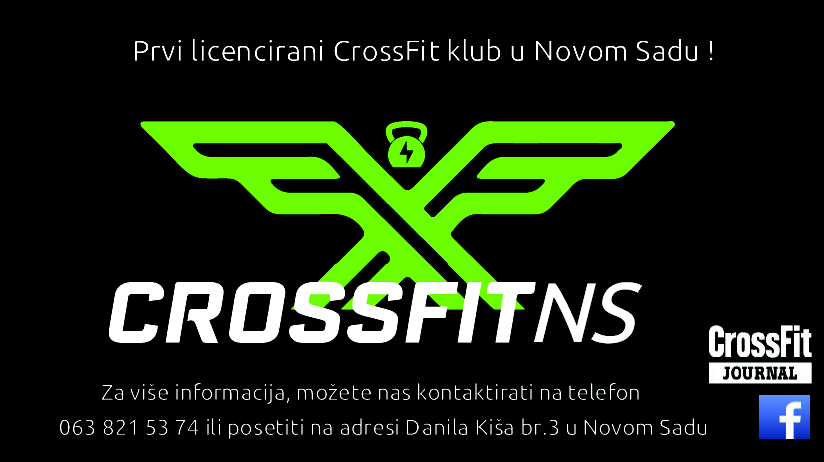 Prvi licencirani CrossFit klub u Novom Sadu !
CROSSFITNS
CrossFit
JOURNAL
Za više informacija, možete nas kontaktirati na telefon
063 821 53 74 ili posetiti na adresi Danila Kiša br.3 u Novom Sadu
f